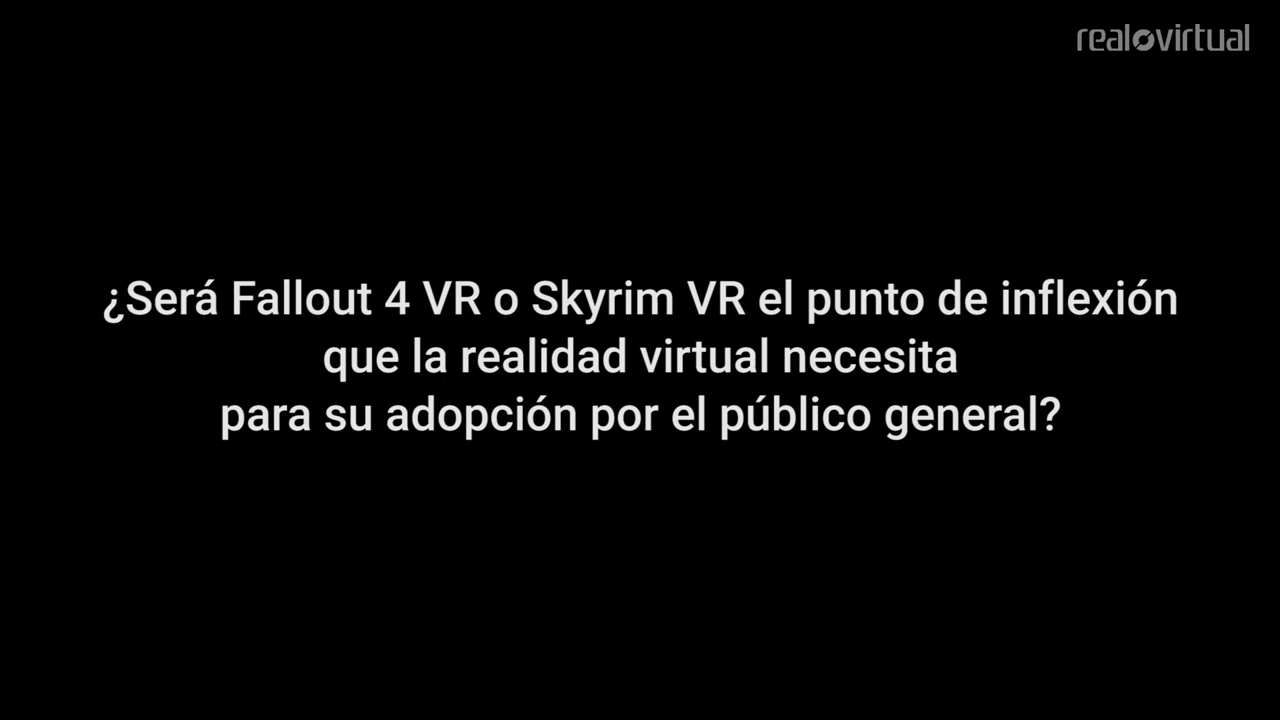 realovirtual
¿Será Fallout 4 VR o Skyrim VR el punto de inflexión
que la realidad virtual necesita
para su adopción por el público general?